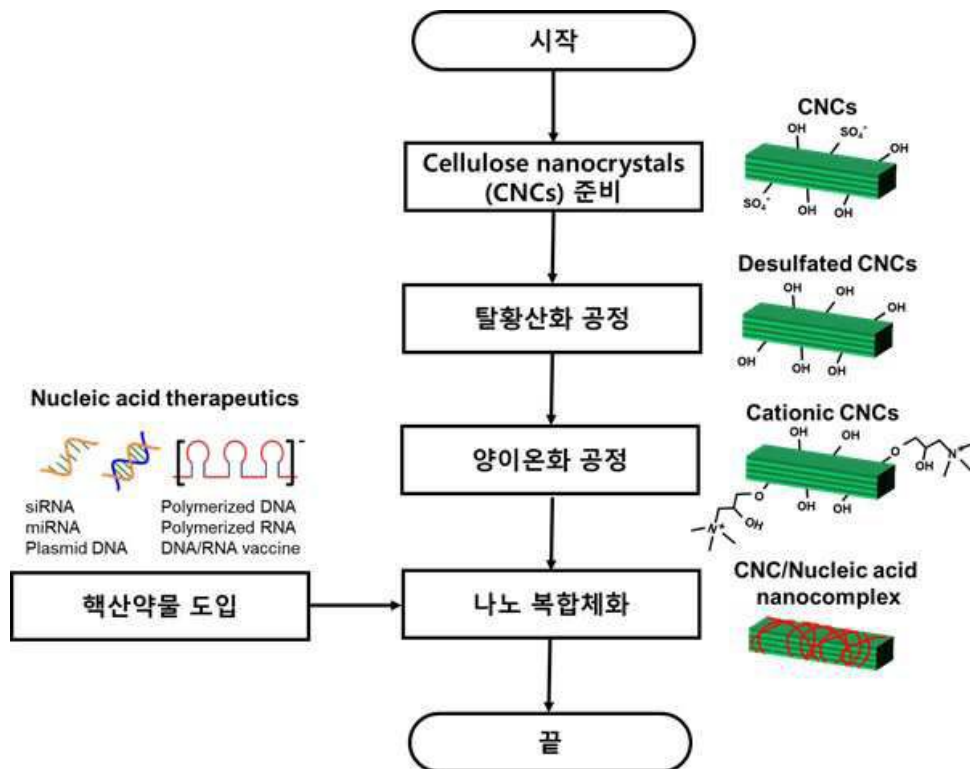 시작
Cellulose nanocrystals
(CNCs) 준비
CNCs
OH
SO₄⁻
OH
SO₄⁻
OH
OH
탈황산화 공정
Desulfated CNCs
OH
OH
OH
OH
OH
OH
양이온화 공정
Cationic CNCs
OH
OH
O
OH
N⁺
O
OH
OH
OH
N⁺
Nucleic acid therapeutics
-
siRNA
Polymerized DNA
miRNA
Polymerized RNA
Plasmid DNA
DNA/RNA vaccine
핵산약물 도입
나노 복합체화
CNC/Nucleic acid
nanocomplex
끝